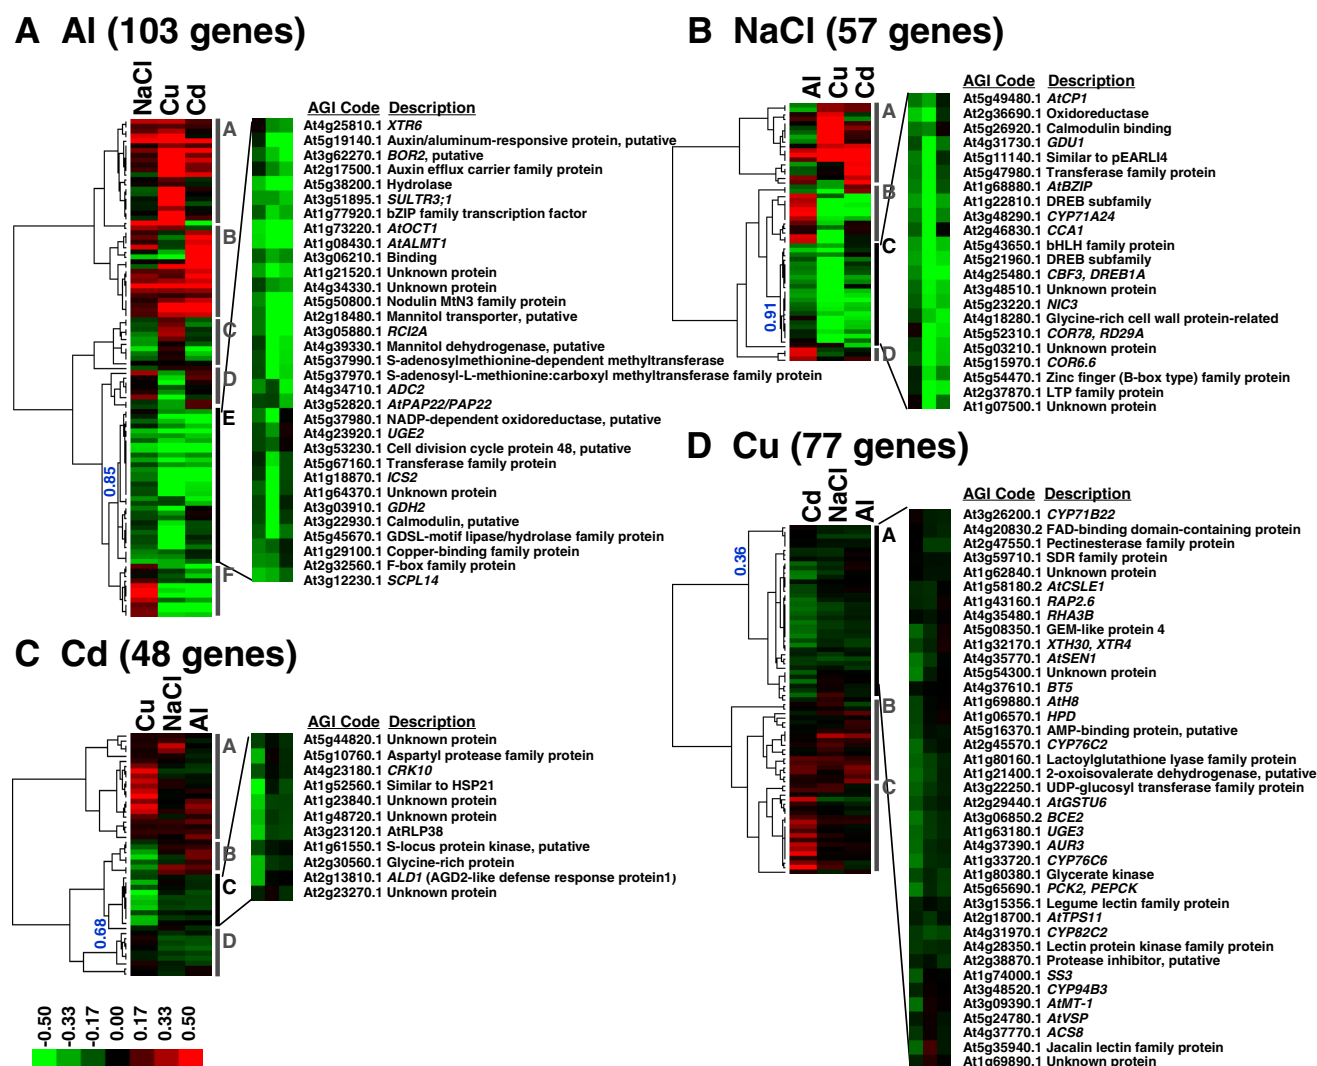 A Al (103 genes)
NaCl
Cu
Cd
A
B
C
D
E
F
0.85
AGI Code Description
At4g25810.1 XTR6
At5g19140.1 Auxin/aluminum-responsive protein, putative
At3g62270.1 BOR2, putative
At2g17500.1 Auxin efflux carrier family protein
At5g38200.1 Hydrolase
At3g51895.1 SULTR3;1
At1g77920.1 bZIP family transcription factor
At1g73220.1 AtOCT1
At1g08430.1 AtALMT1
At3g06210.1 Binding
At1g21520.1 Unknown protein
At4g34330.1 Unknown protein
At5g50800.1 Nodulin MtN3 family protein
At2g18480.1 Mannitol transporter, putative
At3g05880.1 RCI2A
At4g39330.1 Mannitol dehydrogenase, putative
At5g37990.1 S-adenosylmethionine-dependent methyltransferase
At5g37970.1 S-adenosyl-L-methionine:carboxyl methyltransferase family protein
At4g34710.1 ADC2
At3g52820.1 AtPAP22/PAP22
At5g37980.1 NADP-dependent oxidoreductase, putative
At4g23920.1 UGE2
At3g53230.1 Cell division cycle protein 48, putative
At5g67160.1 Transferase family protein
At1g18870.1 ICS2
At1g64370.1 Unknown protein
At3g03910.1 GDH2
At3g22930.1 Calmodulin, putative
At5g45670.1 GDSL-motif lipase/hydrolase family protein
At1g29100.1 Copper-binding family protein
At2g32560.1 F-box family protein
At3g12230.1 SCPL14
B NaCl (57 genes)
Al
Cu
Cd
A
B
C
D
0.91
AGI Code Description
At5g49480.1 AtCP1
At2g36690.1 Oxidoreductase
At5g26920.1 Calmodulin binding
At4g31730.1 GDU1
At5g11140.1 Similar to pEARLI4
At5g47980.1 Transferase family protein
At1g68880.1 AtBZIP
At1g22810.1 DREB subfamily
At3g48290.1 CYP71A24
At2g46830.1 CCA1
At5g43650.1 bHLH family protein
At5g21960.1 DREB subfamily
At4g25480.1 CBF3, DREB1A
At3g48510.1 Unknown protein
At5g23220.1 NIC3
At4g18280.1 Glycine-rich cell wall protein-related
At5g52310.1 COR78, RD29A
At5g03210.1 Unknown protein
At5g15970.1 COR6.6
At5g54470.1 Zinc finger (B-box type) family protein
At2g37870.1 LTP family protein
At1g07500.1 Unknown protein
C Cd (48 genes)
Cu
NaCl
Al
A
B
C
D
0.68
AGI Code Description
At5g44820.1 Unknown protein
At5g10760.1 Aspartyl protease family protein
At4g23180.1 CRK10
At1g52560.1 Similar to HSP21
At1g23840.1 Unknown protein
At1g48720.1 Unknown protein
At3g23120.1 AtRLP38
At1g61550.1 S-locus protein kinase, putative
At2g30560.1 Glycine-rich protein
At2g13810.1 ALD1 (AGD2-like defense response protein1)
At2g23270.1 Unknown protein
-0.50
-0.33
-0.17
0.00
0.17
0.33
0.50
D Cu (77 genes)
Cd
NaCl
Al
A
B
C
0.36
AGI Code Description
At3g26200.1 CYP71B22
At4g20830.2 FAD-binding domain-containing protein
At2g47550.1 Pectinesterase family protein
At3g59710.1 SDR family protein
At1g62840.1 Unknown protein
At1g58180.2 AtCSLE1
At1g43160.1 RAP2.6
At4g35480.1 RHA3B
At5g08350.1 GEM-like protein 4
At1g32170.1 XTH30, XTR4
At4g35770.1 AtSEN1
At5g54300.1 Unknown protein
At4g37610.1 BT5
At1g69880.1 AtH8
At1g06570.1 HPD
At5g16370.1 AMP-binding protein, putative
At2g45570.1 CYP76C2
At1g80160.1 Lactoylglutathione lyase family protein
At1g21400.1 2-oxoisovalerate dehydrogenase, putative
At3g22250.1 UDP-glucosyl transferase family protein
At2g29440.1 AtGSTU6
At3g06850.2 BCE2
At1g63180.1 UGE3
At4g37390.1 AUR3
At1g33720.1 CYP76C6
At1g80380.1 Glycerate kinase
At5g65690.1 PCK2, PEPCK
At3g15356.1 Legume lectin family protein
At2g18700.1 AtTPS11
At4g31970.1 CYP82C2
At4g28350.1 Lectin protein kinase family protein
At2g38870.1 Protease inhibitor, putative
At1g74000.1 SS3
At3g48520.1 CYP94B3
At3g09390.1 AtMT-1
At5g24780.1 AtVSP
At4g37770.1 ACS8
At5g35940.1 Jacalin lectin family protein
At1g69890.1 Unknown protein